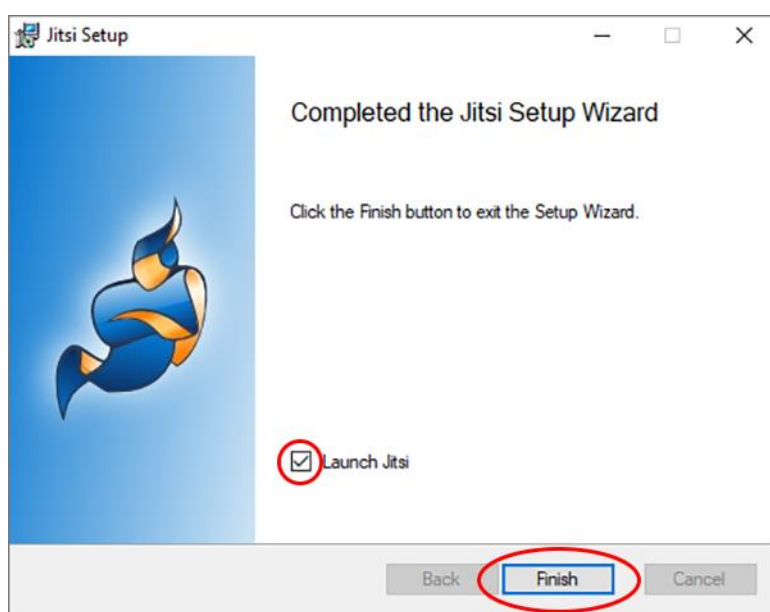 Jitsi Setup
Completed the Jitsi Setup Wizard
Click the Finish button to exit the Setup Wizard.
Launch Jitsi
Back Finish Cancel